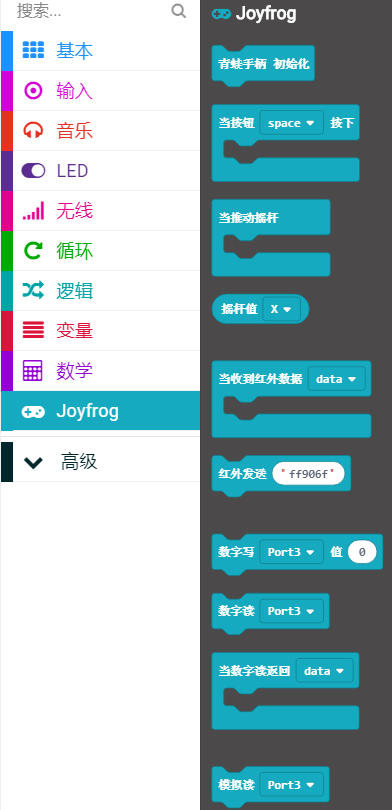 搜索...
基本
输入
音乐
LED
无线
循环
逻辑
变量
数学
Joyfrog
高级
Joyfrog
青蛙手柄 初始化
当按钮 space 按下
当推动摇杆
摇杆值 X
当收到红外数据 data
红外发送 "ff906f"
数字写 Port3 值 0
数字读 Port3
当数字读返回 data
模拟读 Port3